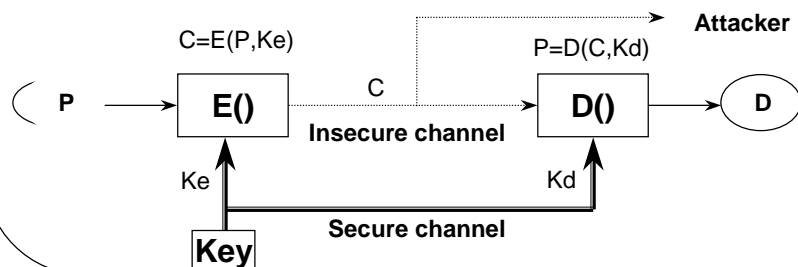 Attacker
C=E(P,Ke)
P=D(C,Kd)
P
E()
C
D()
D
Insecure channel
Ke
Kd
Secure channel
Key